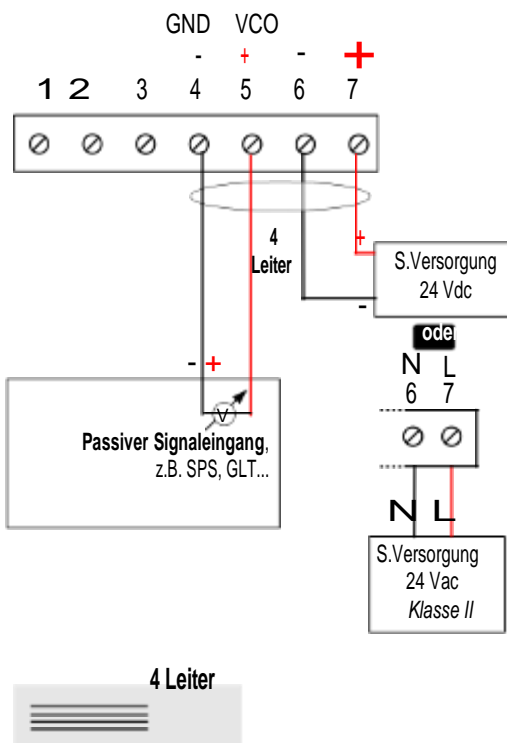 GND VCO
- + - +
1 2 3 4 5 6 7
4
Leiter
+
-
S.Versorgung
24 Vdc
oder
N L
6 7
- +
V
Passiver Signaleingang,
z.B. SPS, GLT...
N L
S.Versorgung
24 Vac
Klasse II
4 Leiter